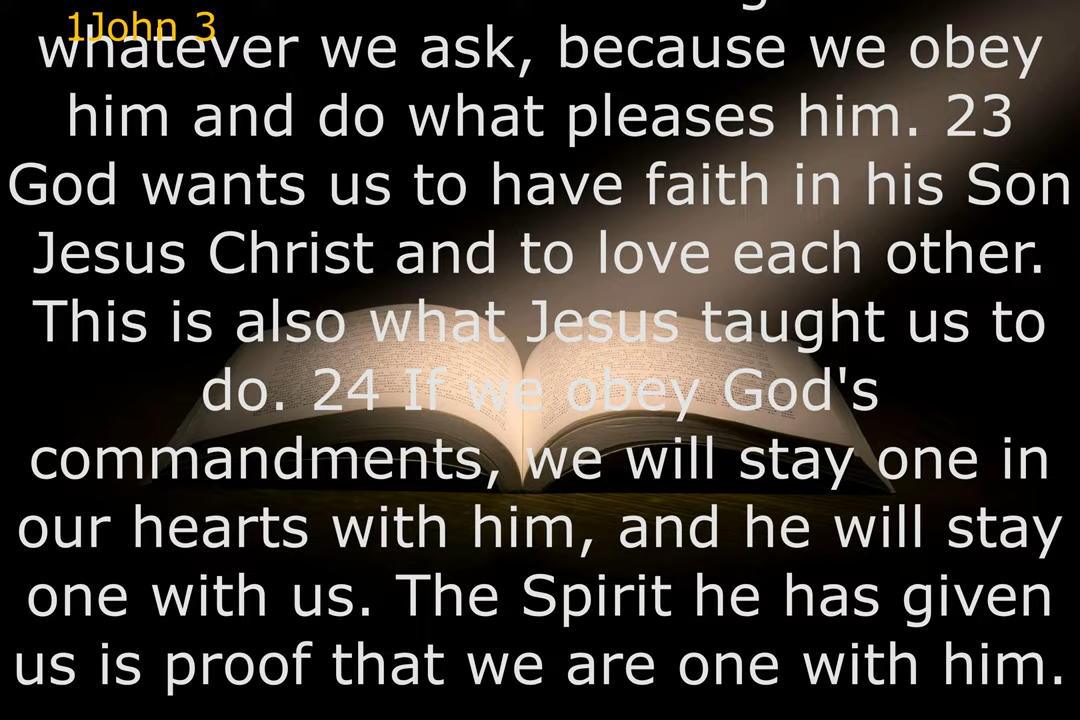 1John 3
whatever we ask, because we obey
him and do what pleases him. 23
God wants us to have faith in his Son
Jesus Christ and to love each other.
This is also what Jesus taught us to
do. 24 If we obey God's
commandments, we will stay one in
our hearts with him, and he will stay
one with us. The Spirit he has given
us is proof that we are one with him.